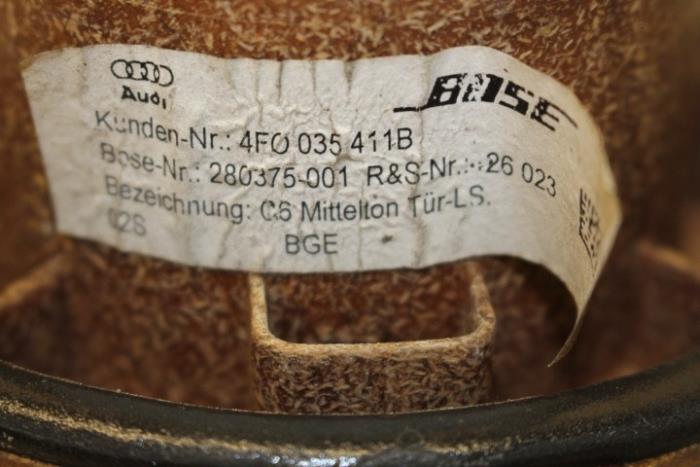 Audi
BOSE
Kunden-Nr.: 4F0 035 411B
Bose-Nr.: 280375-001 R&S-Nr.: 26 023
Bezeichnung: C6 Mittelton Tür-LS.
02S BGE